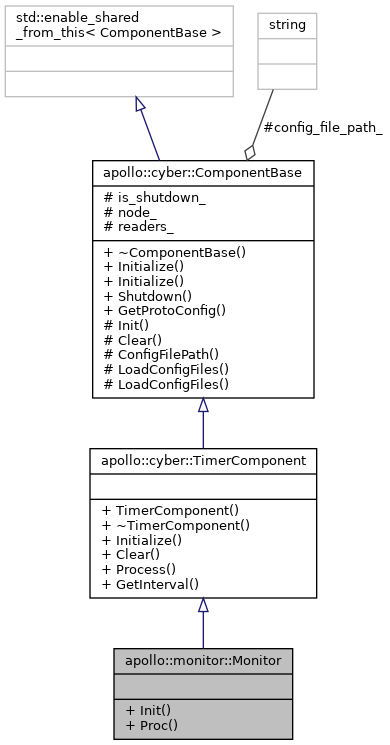 std::enable_shared
_from_this< ComponentBase >
string
#config_file_path_
apollo::cyber::ComponentBase
# is_shutdown_
# node_
# readers_
+ ~ComponentBase()
+ Initialize()
+ Initialize()
+ Shutdown()
+ GetProtoConfig()
# Init()
# Clear()
# ConfigFilePath()
# LoadConfigFiles()
# LoadConfigFiles()
apollo::cyber::TimerComponent
+ TimerComponent()
+ ~TimerComponent()
+ Initialize()
+ Clear()
+ Process()
+ GetInterval()
apollo::monitor::Monitor
+ Init()
+ Proc()